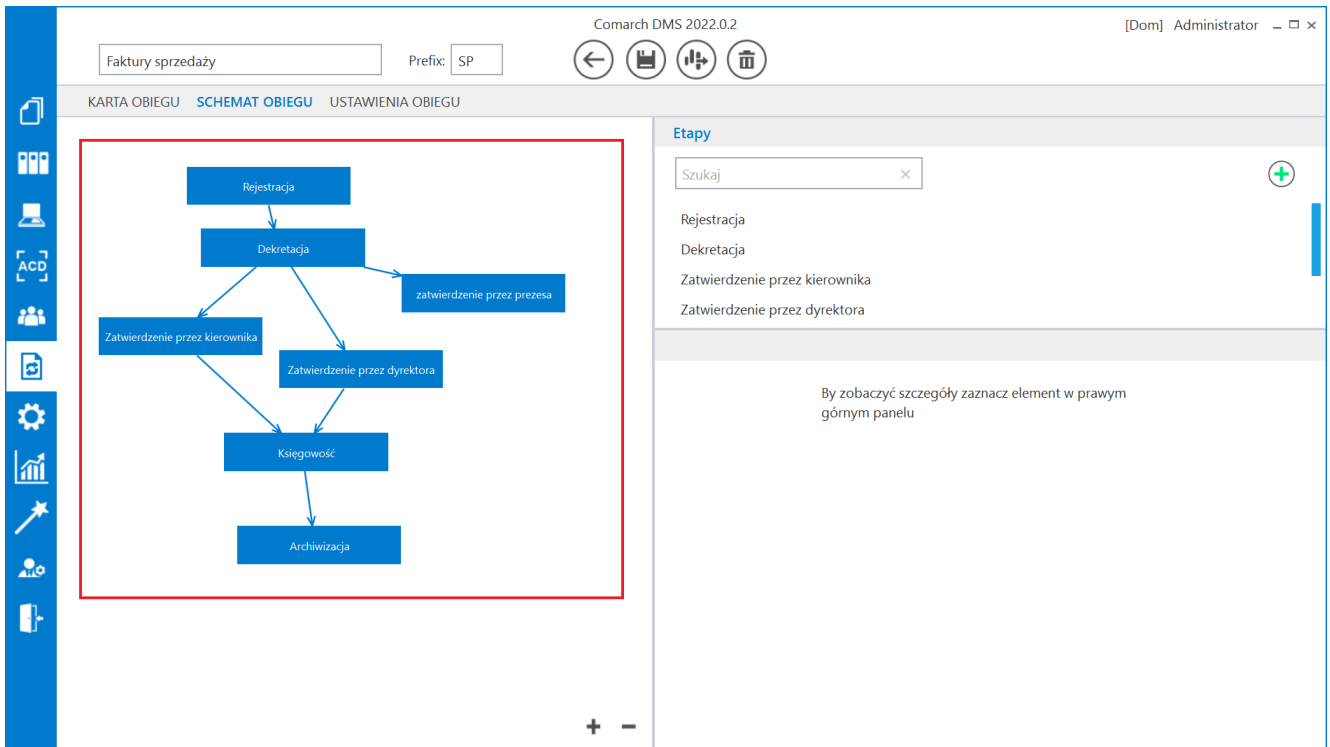 Comarch DMS 2022.0.2
[Dom] Administrator
Faktury sprzedaży
Prefix: SP
KARTA OBIEGU SCHEMAT OBIEGU USTAWIENIA OBIEGU
ACD
Rejestracja
Dekretacja
zatwierdzenie przez prezesa
Zatwierdzenie przez kierownika
Zatwierdzenie przez dyrektora
Księgowość
Archiwizacja
Etapy
Szukaj
Rejestracja
Dekretacja
Zatwierdzenie przez kierownika
Zatwierdzenie przez dyrektora
By zobaczyć szczegóły zaznacz element w prawym
górnym panelu